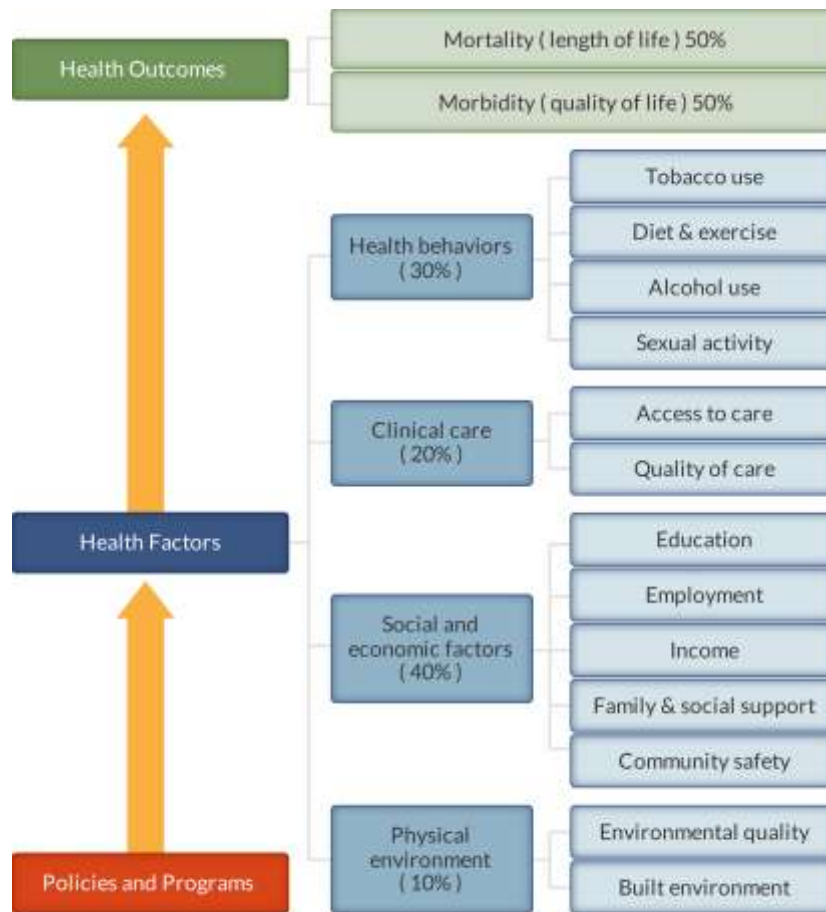 Health Outcomes
Mortality ( length of life ) 50%
Morbidity ( quality of life ) 50%
Health Factors
Health behaviors
( 30% )
Tobacco use
Diet & exercise
Alcohol use
Sexual activity
Clinical care
( 20% )
Access to care
Quality of care
Social and
economic factors
( 40% )
Education
Employment
Income
Family & social support
Community safety
Physical
environment
( 10% )
Environmental quality
Built environment
Policies and Programs